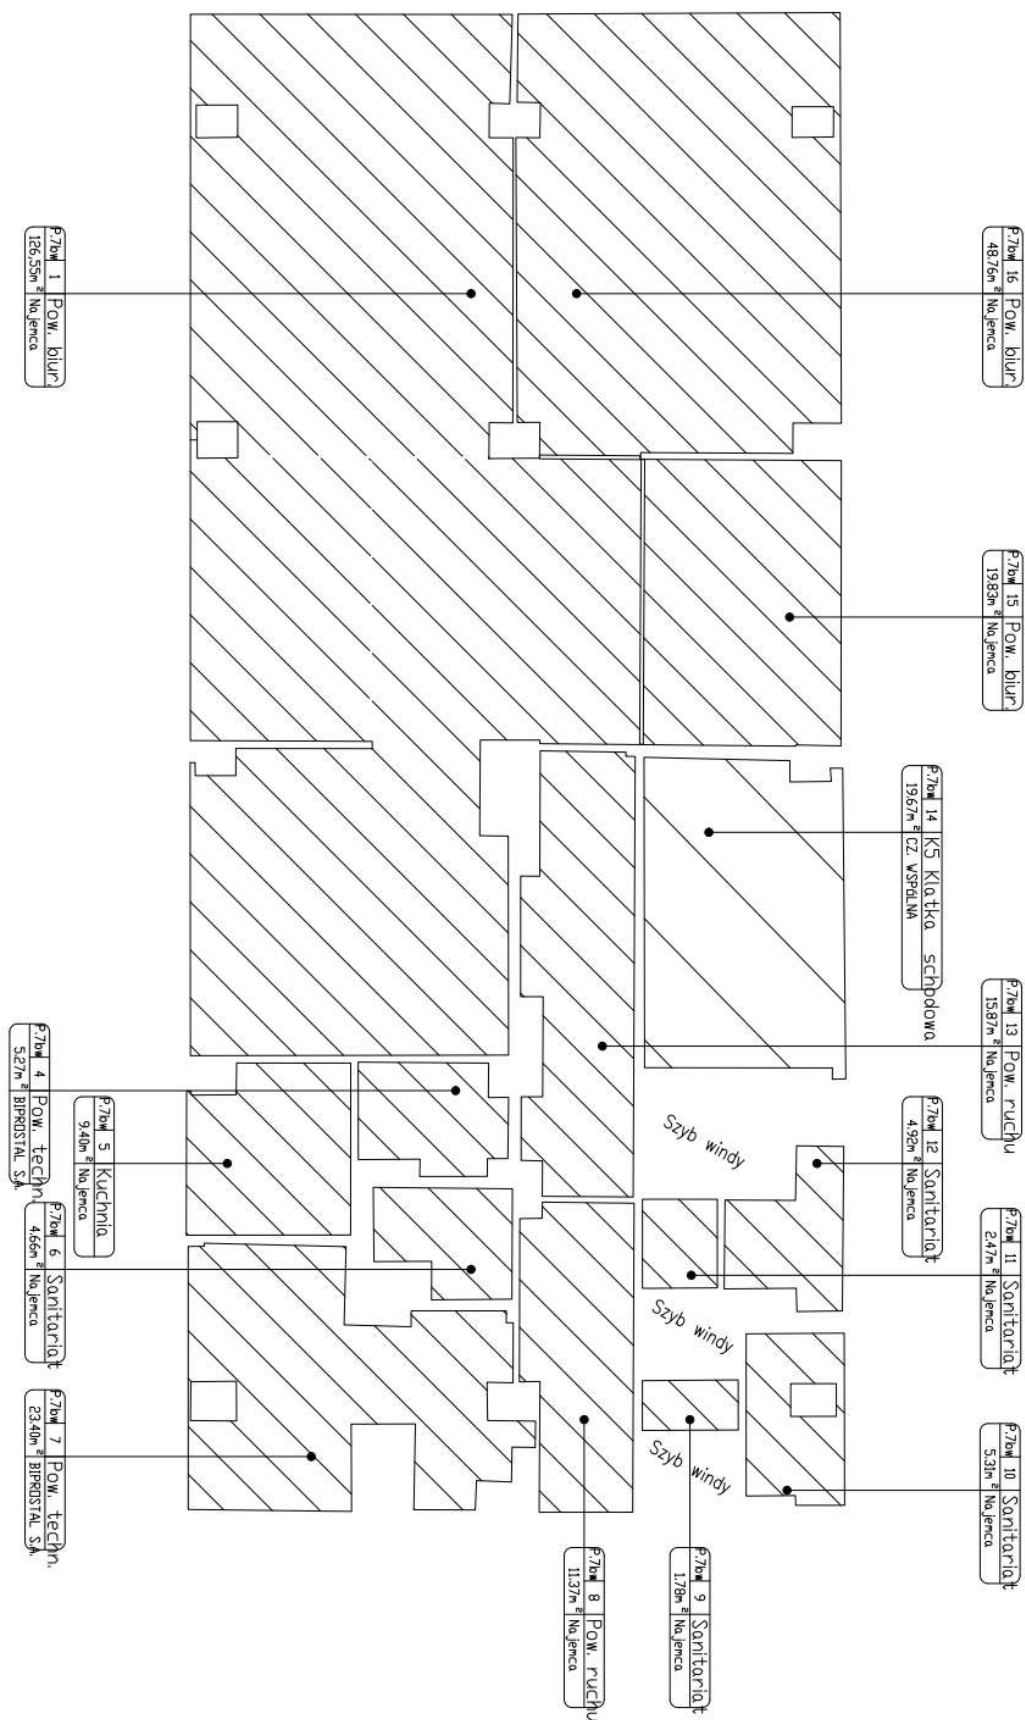 P.7bw 16 Pow. biur.
48.76m² Najemca
P.7bw 15 Pow. biur.
19.83m² Najemca
P.7bw 14 K5 Klatka schodowa
19.67m² CZ. WSPÓLNA
P.7bw 13 Pow. ruchu
15.87m² Najemca
P.7bw 12 Sanitariat
4.92m² Najemca
P.7bw 11 Sanitariat
2.47m² Najemca
P.7bw 10 Sanitariat
5.31m² Najemca
Szyb windy
Szyb windy
Szyb windy
P.7bw 9 Sanitariat
1.78m² Najemca
P.7bw 8 Pow. ruchu
11.37m² Najemca
P.7bw 1 Pow. biur.
126.55m² Najemca
P.7bw 4 Pow. techn.
5.27m² BIPROSTAL S.A.
P.7bw 5 Kuchnia
9.40m² Najemca
P.7bw 6 Sanitariat
4.66m² Najemca
P.7bw 7 Pow. techn.
23.40m² BIPROSTAL S.A.